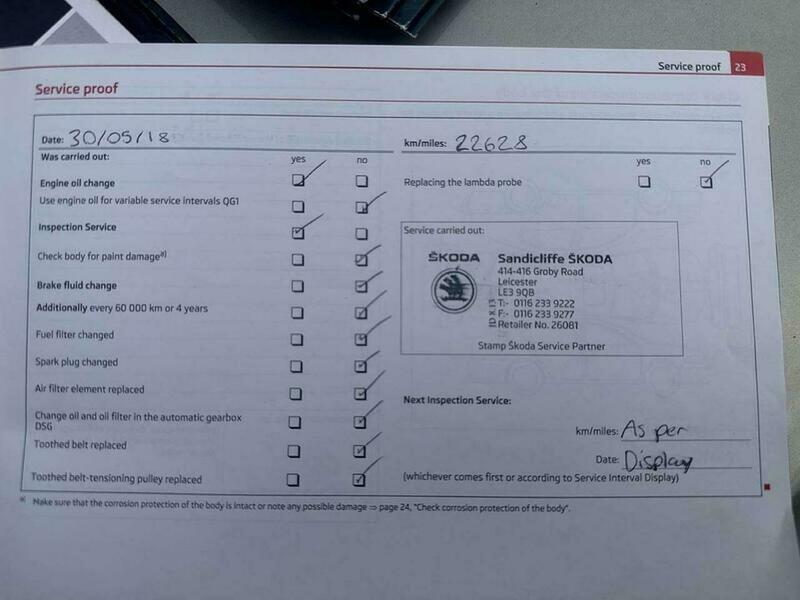 Service proof 23
Service proof
Date: 30/05/18
km/miles: 22628
Was carried out: yes no
yes no
Engine oil change
Replacing the lambda probe
Use engine oil for variable service intervals QG1
Inspection Service
Service carried out:
Check body for paint damage a)
Brake fluid change
Additionally every 60 000 km or 4 years
Fuel filter changed
Spark plug changed
Air filter element replaced
Change oil and oil filter in the automatic gearbox
DSG
Toothed belt replaced
Toothed belt-tensioning pulley replaced
ŠKODA
Sandicliffe ŠKODA
414-416 Groby Road
Leicester
LE3 9QB
T:- 0116 233 9222
F:- 0116 233 9277
Retailer No. 26081
Stamp Škoda Service Partner
Next Inspection Service:
km/miles: As per
Date: Display
(whichever comes first or according to Service Interval Display)
a) Make sure that the corrosion protection of the body is intact or note any possible damage ⇒ page 24, "Check corrosion protection of the body".